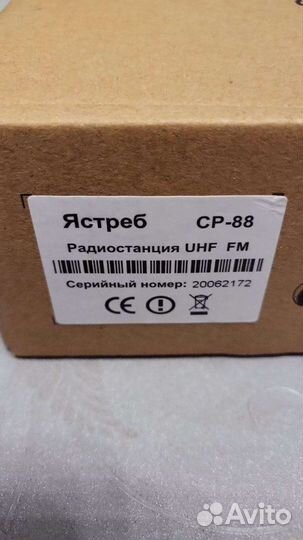 Ястреб CP-88
Радиостанция UHF FM
Серийный номер: 20062172
CE
Avito